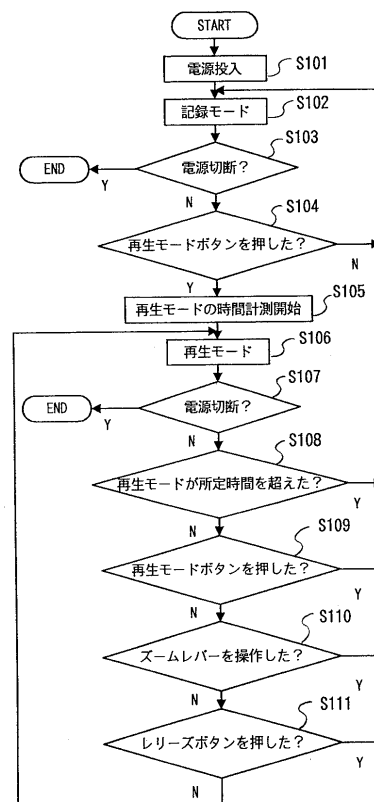 START
電源投入
S101
記録モード
S102
S103
電源切断？
END
Y
N
S104
再生モードボタンを押した？
N
Y
S105
再生モードの時間計測開始
S106
再生モード
S107
電源切断？
END
Y
N
S108
再生モードが所定時間を超えた？
Y
N
S109
再生モードボタンを押した？
Y
N
S110
ズームレバーを操作した？
Y
N
S111
レリーズボタンを押した？
Y
N